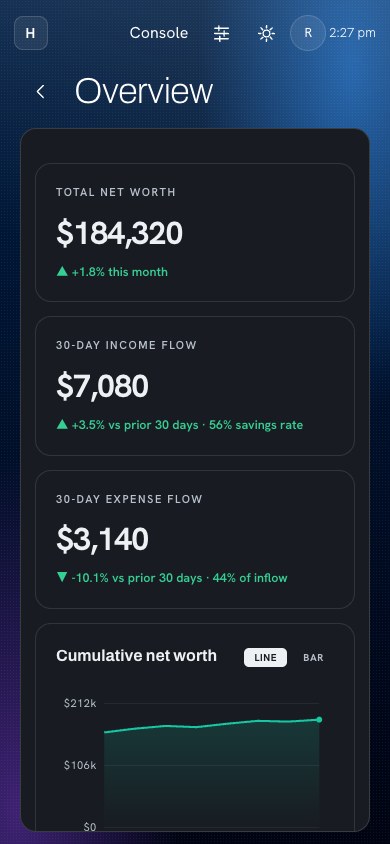 H Console R 2:27 pm
Overview
TOTAL NET WORTH
$184,320
▲ +1.8% this month
30-DAY INCOME FLOW
$7,080
▲ +3.5% vs prior 30 days · 56% savings rate
30-DAY EXPENSE FLOW
$3,140
▼ -10.1% vs prior 30 days · 44% of inflow
Cumulative net worth LINE BAR
$212k
$106k
$0